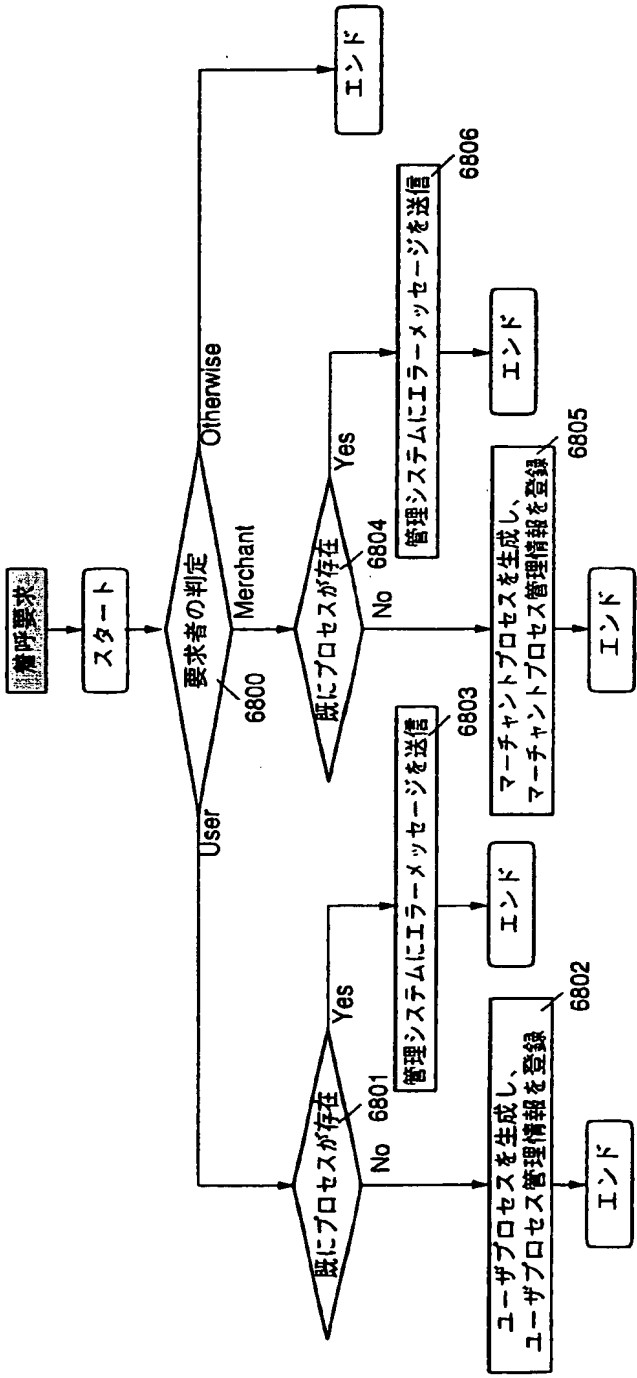 着呼要求
スタート
要求者の判定
6800
User
Merchant
Otherwise
エンド
既にプロセスが存在
6801
Yes
No
既にプロセスが存在
6804
Yes
No
管理システムにエラーメッセージを送信
6803
エンド
管理システムにエラーメッセージを送信
6806
エンド
ユーザプロセスを生成し、
ユーザプロセス管理情報を登録
6802
エンド
マーチャントプロセスを生成し、
マーチャントプロセス管理情報を登録
6805
エンド